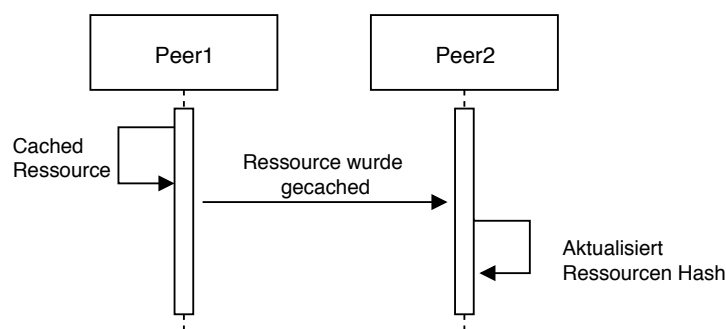 Peer1
Peer2
Cached
Ressource
Ressource wurde
gecached
Aktualisiert
Ressourcen Hash